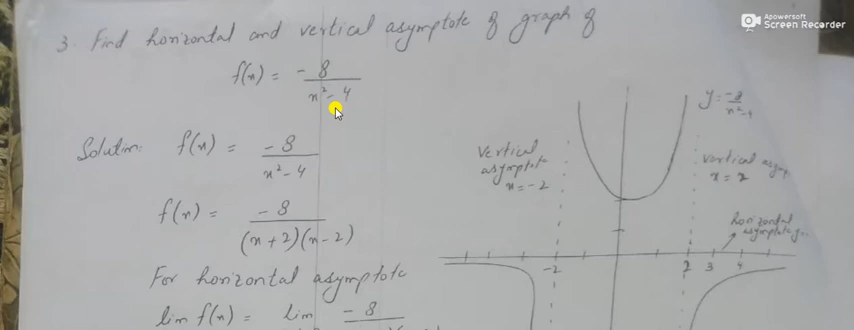 3. Find horizontal and vertical asymptote of graph of
f(x) = - 8 / x² - 4
Solution: f(x) = - 8 / x² - 4
f(x) = - 8 / (x + 2)(x - 2)
For horizontal asymptote
lim f(x) = lim - 8
Apowersoft
Screen Recorder
y = -8 / x²-4
Vertical asymptote x = -2
vertical asym
x = 2
horizontal
asymptote
-2 2 3 4